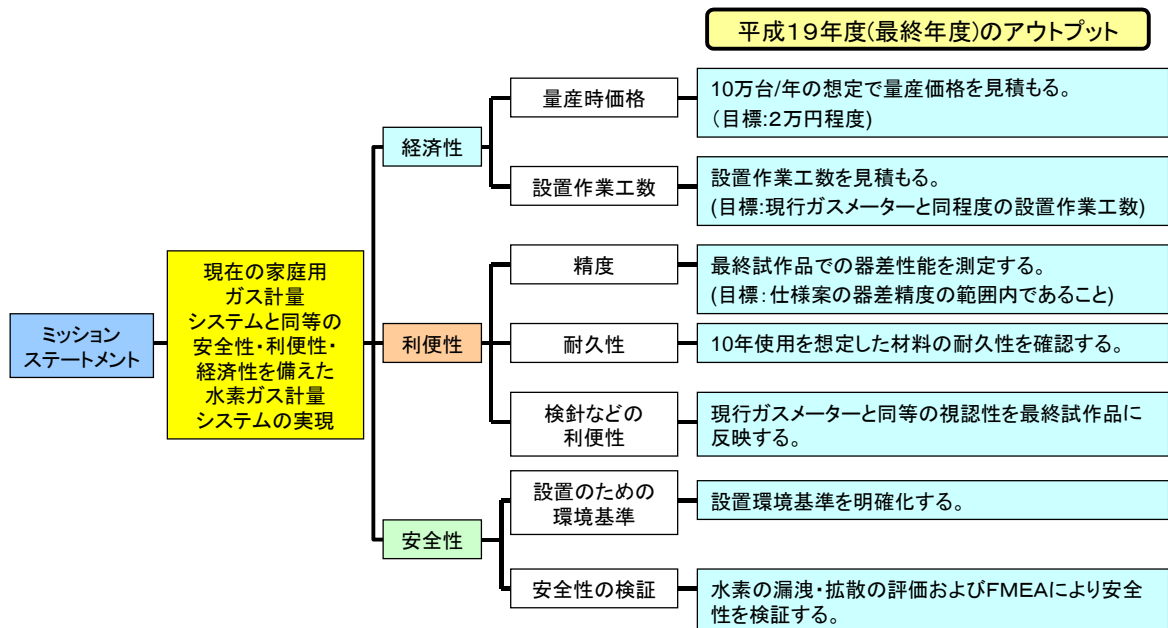 平成19年度(最終年度)のアウトプット
ミッション
ステートメント
現在の家庭用
ガス計量
システムと同等の
安全性・利便性・
経済性を備えた
水素ガス計量
システムの実現
経済性
量産時価格
10万台/年の想定で量産価格を見積もる。
(目標:2万円程度)
設置作業工数
設置作業工数を見積もる。
(目標:現行ガスメーターと同程度の設置作業工数)
利便性
精度
最終試作品での器差性能を測定する。
(目標:仕様案の器差精度の範囲内であること)
耐久性
10年使用を想定した材料の耐久性を確認する。
検針などの
利便性
現行ガスメーターと同等の視認性を最終試作品に
反映する。
安全性
設置のための
環境基準
設置環境基準を明確化する。
安全性の検証
水素の漏洩・拡散の評価およびFMEAにより安全
性を検証する。